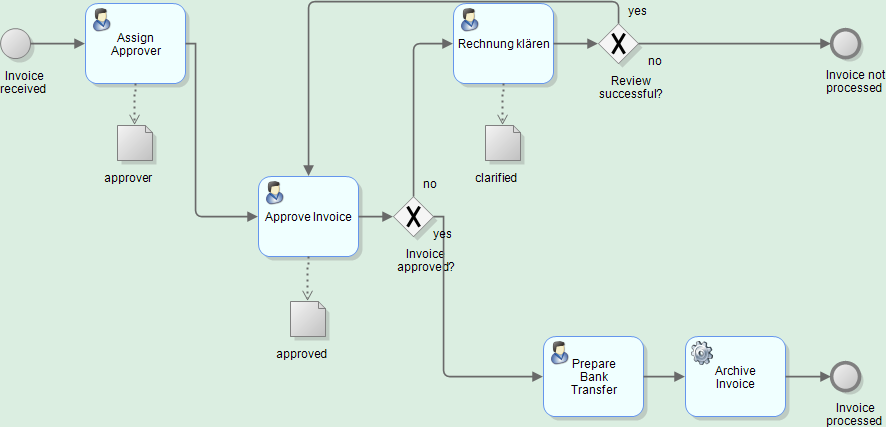 yes
Assign
Approver
Rechnung klären
Invoice
received
no
Review
successful?
Invoice not
processed
approver
clarified
no
Approve Invoice
yes
Invoice
approved?
approved
Prepare
Bank
Transfer
Archive
Invoice
Invoice
processed